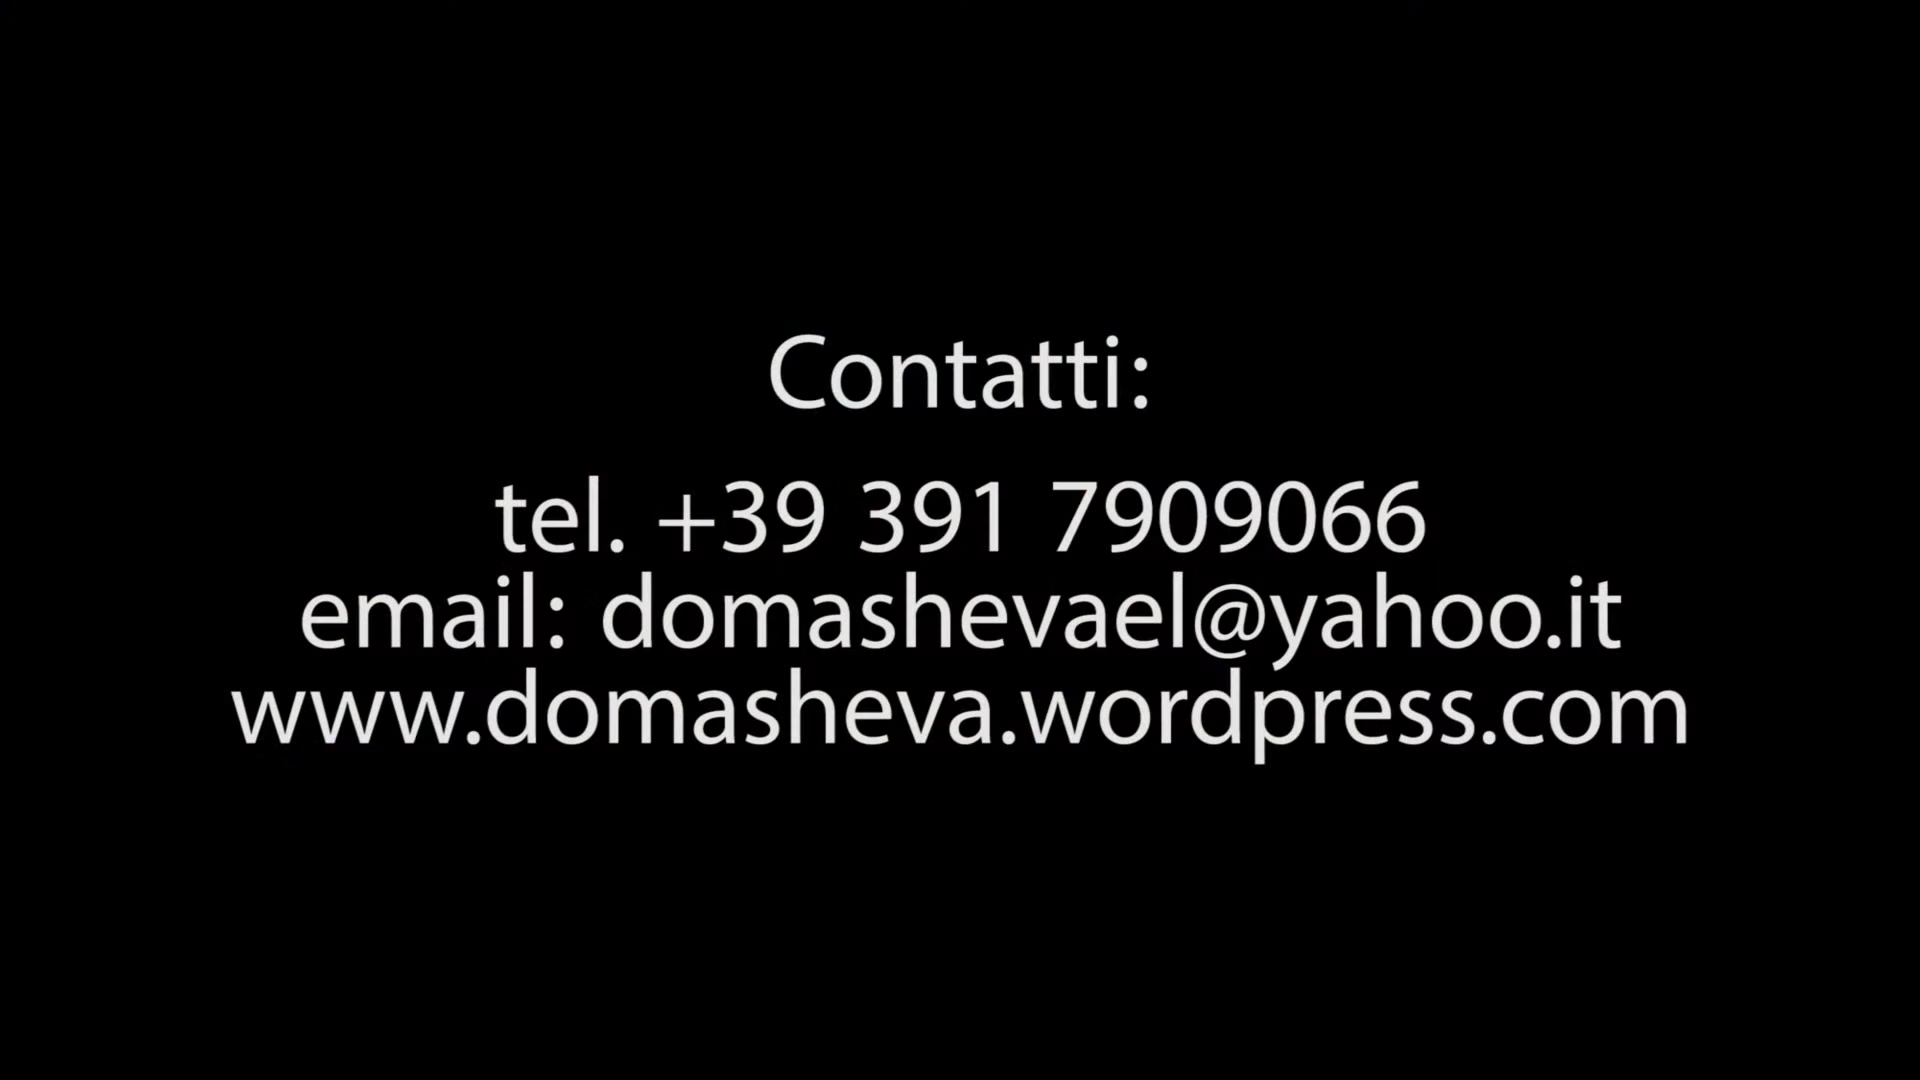 Contatti:
tel. +39 391 7909066
email: domashevael@yahoo.it
www.domasheva.wordpress.com